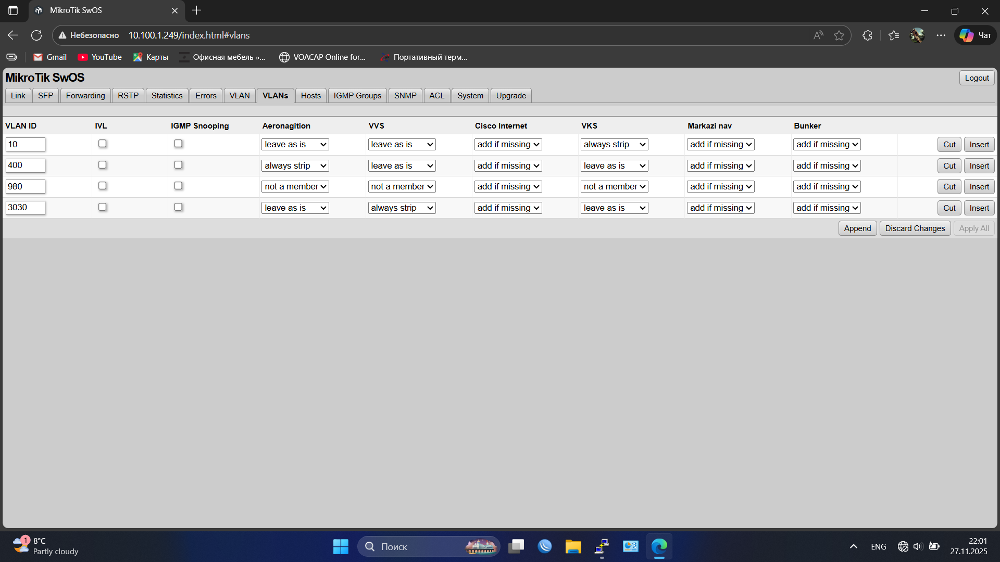 MikroTik SwOS
Небезопасно 10.100.1.249/index.html#vlans
Чат
Gmail YouTube Карты Офисная мебель »... VOACAP Online for... Портативный терм...
MikroTik SwOS
Logout
Link SFP Forwarding RSTP Statistics Errors VLAN VLANs Hosts IGMP Groups SNMP ACL System Upgrade
VLAN ID IVL IGMP Snooping Aeronagition VVS Cisco Internet VKS Markazi nav Bunker
10 leave as is leave as is add if missing always strip add if missing add if missing Cut Insert
400 always strip leave as is add if missing leave as is add if missing add if missing Cut Insert
980 not a member not a member add if missing not a member add if missing add if missing Cut Insert
3030 leave as is always strip add if missing leave as is add if missing add if missing Cut Insert
Append Discard Changes Apply All
1
8°C
Partly cloudy
Поиск
ENG
22:01
27.11.2025